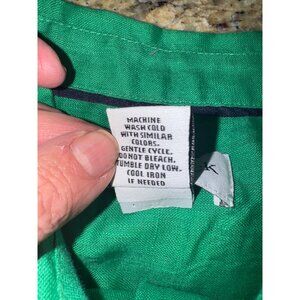 MACHINE
WASH COLD
WITH SIMILAR
COLORS.
GENTLE CYCLE.
DO NOT BLEACH.
TUMBLE DRY LOW.
COOL IRON
IF NEEDED